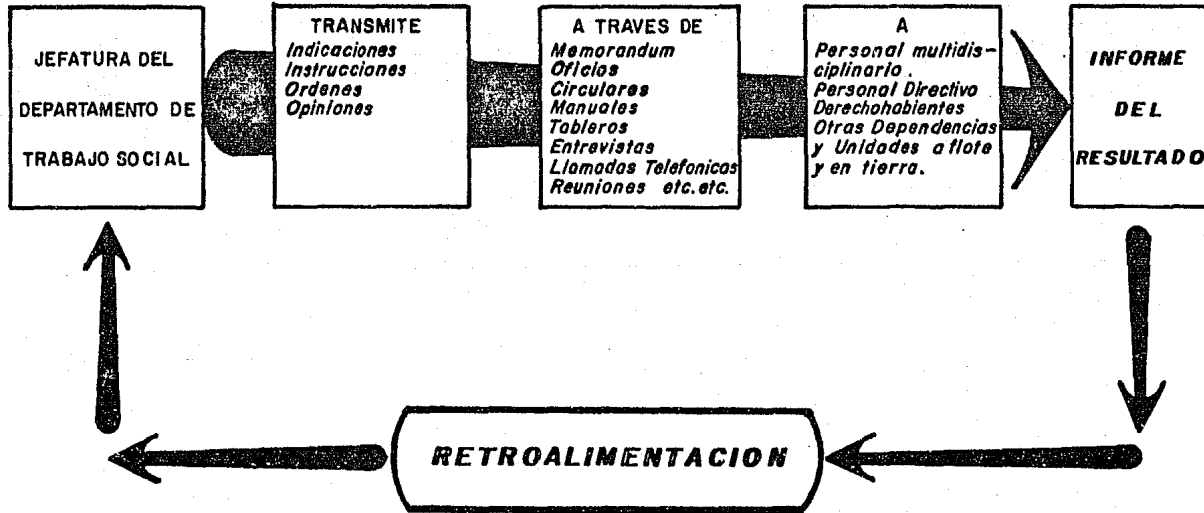 JEFATURA DEL
DEPARTAMENTO DE
TRABAJO SOCIAL
TRANSMITE
Indicaciones
Instrucciones
Ordenes
Opiniones
A TRAVES DE
Memorandum
Oficios
Circulares
Manuales
Tableros
Entrevistas
Llamadas Telefonicas
Reuniones etc. etc.
A
Personal multidis-
ciplinario.
Personal Directivo
Derechohabientes
Otras Dependencias
y Unidades a flote
y en tierra.
INFORME
DEL
RESULTADO
RETROALIMENTACION